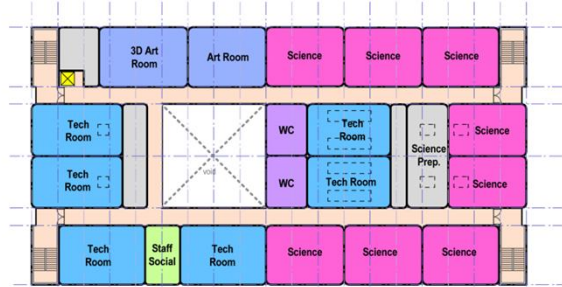 3D Art
Room
Art Room
Science
Science
Science
Tech
Room
WC
Tech
Room
Science
Tech
Room
void
WC
Tech Room
Science
Prep.
Science
Tech
Room
Staff
Social
Tech
Room
Science
Science
Science